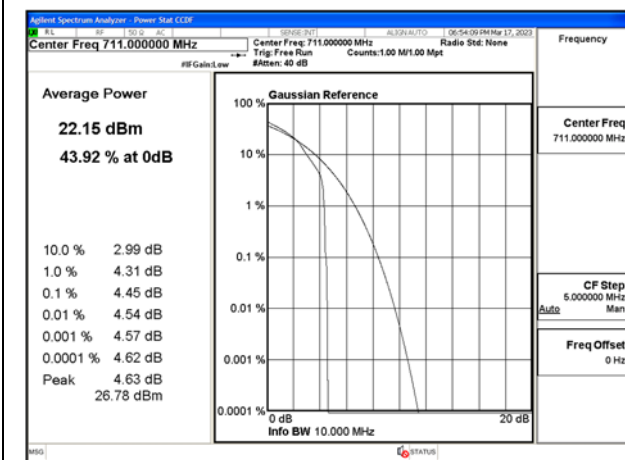 Agilent Spectrum Analyzer - Power Stat CCDF
RL RF 50 Ω AC SENSE:INT ALIGN AUTO 06:54:09 PM Mar 17, 2023
Center Freq 711.000000 MHz
Center Freq: 711.000000 MHz Radio Std: None
Trig: Free Run Counts:1.00 M/1.00 Mpt
#IFGain:Low #Atten: 40 dB
Frequency
Average Power
22.15 dBm
43.92 % at 0dB
10.0 % 2.99 dB
1.0 % 4.31 dB
0.1 % 4.45 dB
0.01 % 4.54 dB
0.001 % 4.57 dB
0.0001 % 4.62 dB
Peak 4.63 dB
26.78 dBm
Gaussian Reference
100 %
10 %
1 %
0.1 %
0.01 %
0.001 %
0.0001 %
0 dB 20 dB
Info BW 10.000 MHz
Center Freq
711.000000 MHz
CF Step
5.000000 MHz
Auto Man
Freq Offset
0 Hz
MSG STATUS